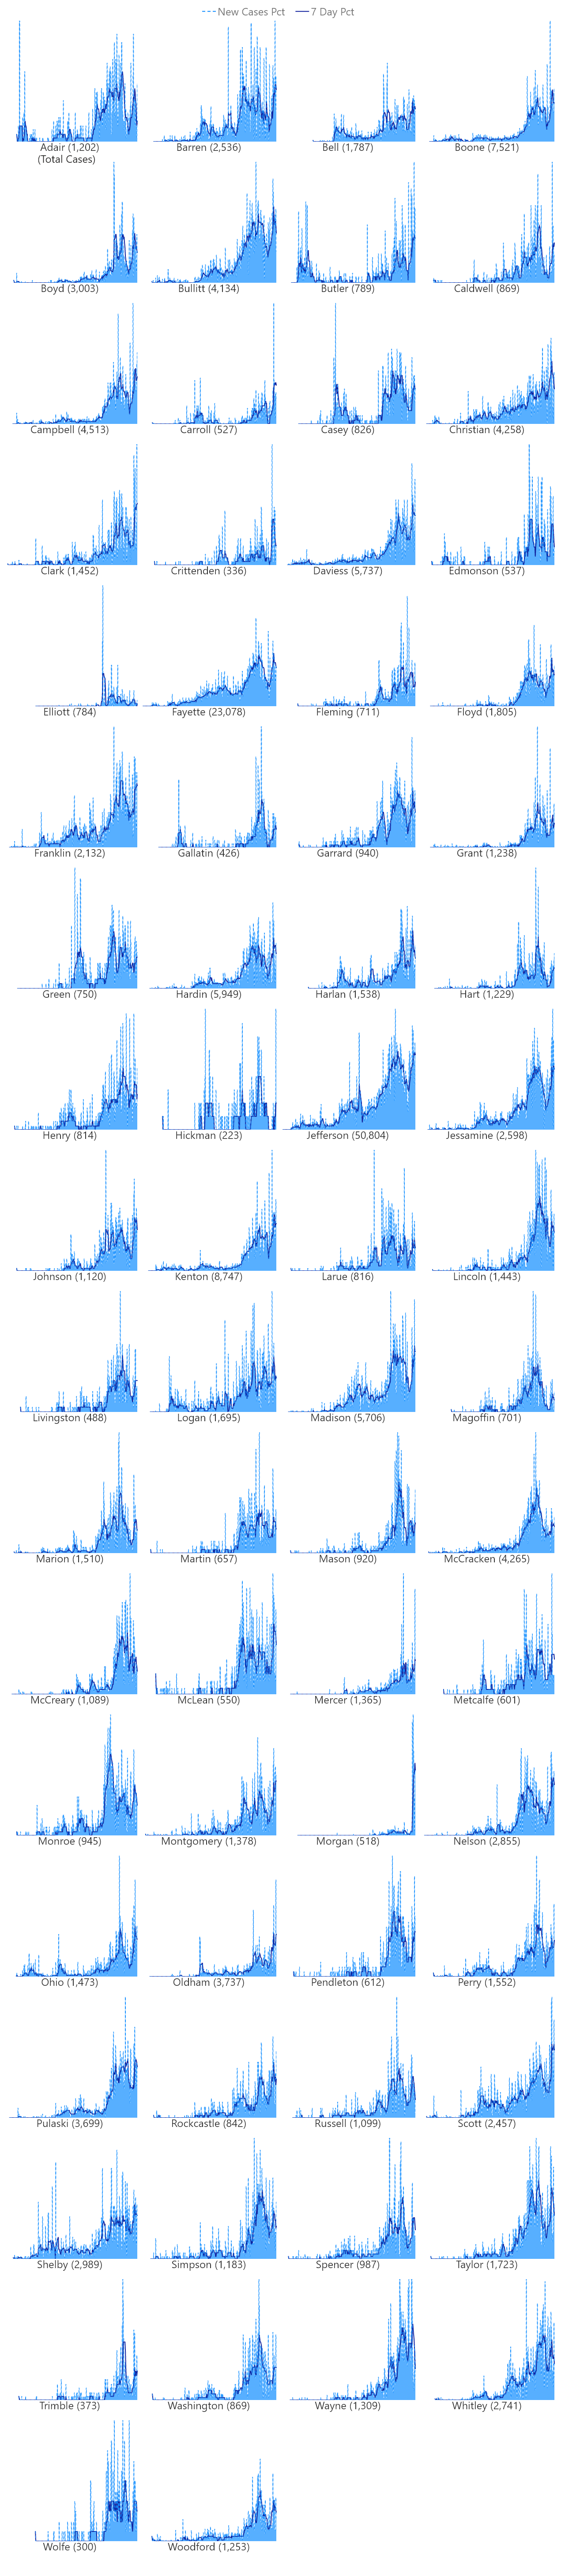 New Cases Pct 7 Day Pct
Adair (1,202) Barren (2,536) Bell (1,787) Boone (7,521)
(Total Cases)
Boyd (3,003) Bullitt (4,134) Butler (789) Caldwell (869)
Campbell (4,513) Carroll (527) Casey (826) Christian (4,258)
Clark (1,452) Crittenden (336) Daviess (5,737) Edmonson (537)
Elliott (784) Fayette (23,078) Fleming (711) Floyd (1,805)
Franklin (2,132) Gallatin (426) Garrard (940) Grant (1,238)
Green (750) Hardin (5,949) Harlan (1,538) Hart (1,229)
Henry (814) Hickman (223) Jefferson (50,804) Jessamine (2,598)
Johnson (1,120) Kenton (8,747) Larue (816) Lincoln (1,443)
Livingston (488) Logan (1,695) Madison (5,706) Magoffin (701)
Marion (1,510) Martin (657) Mason (920) McCracken (4,265)
McCreary (1,089) McLean (550) Mercer (1,365) Metcalfe (601)
Monroe (945) Montgomery (1,378) Morgan (518) Nelson (2,855)
Ohio (1,473) Oldham (3,737) Pendleton (612) Perry (1,552)
Pulaski (3,699) Rockcastle (842) Russell (1,099) Scott (2,457)
Shelby (2,989) Simpson (1,183) Spencer (987) Taylor (1,723)
Trimble (373) Washington (869) Wayne (1,309) Whitley (2,741)
Wolfe (300) Woodford (1,253)